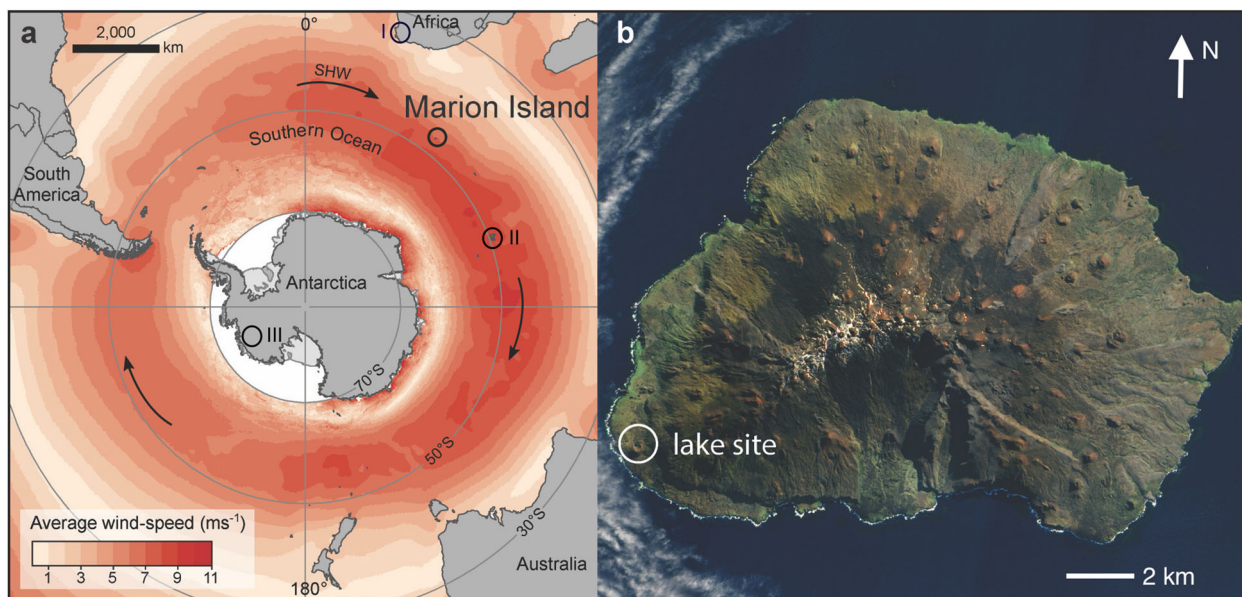 a
2,000
km
0°
I
Africa
SHW
Marion Island
Southern Ocean
South
America
II
Antarctica
III
70°S
50°S
30°S
Average wind-speed (ms⁻¹)
1 3 5 7 9 11
180°
Australia
b
N
lake site
2 km